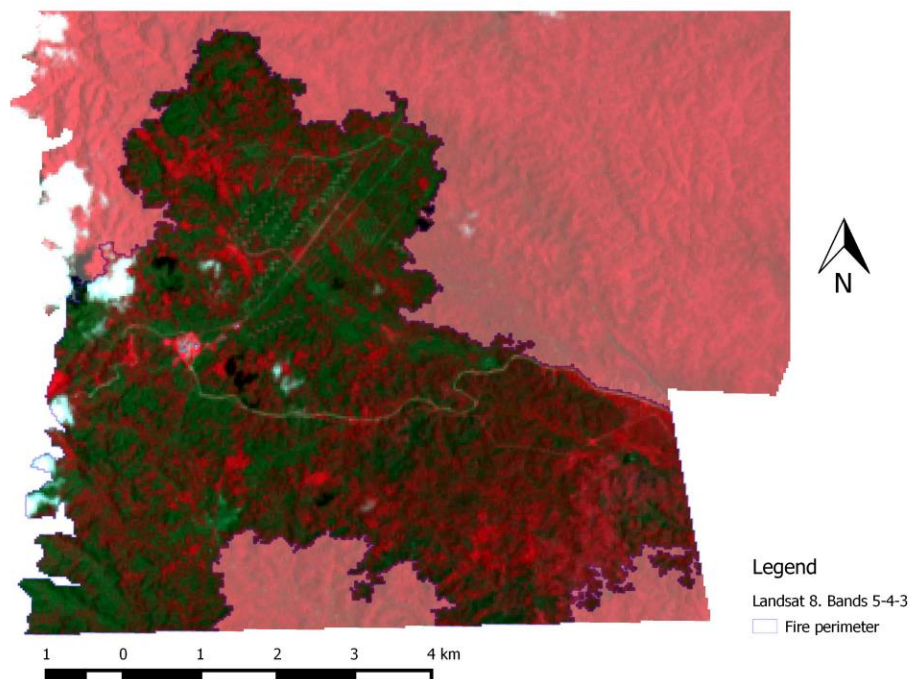 N
Legend
Landsat 8. Bands 5-4-3
Fire perimeter
1 0 1 2 3 4 km